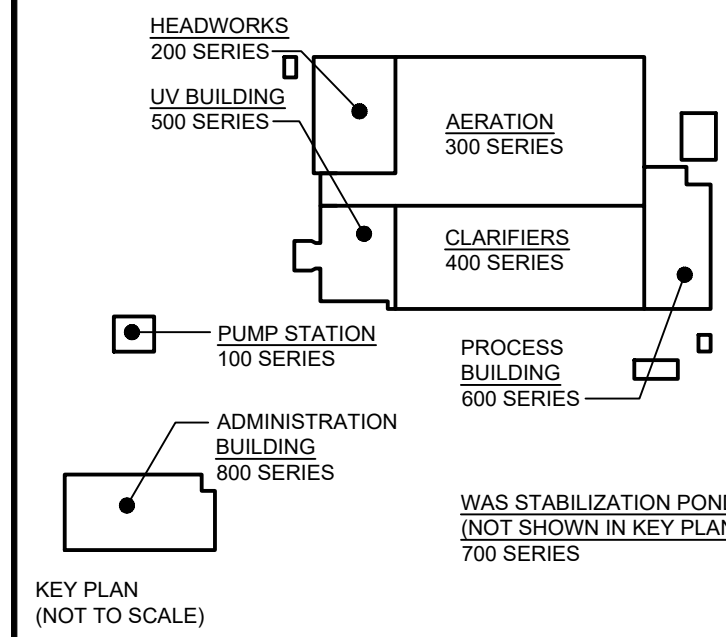 HEADWORKS
200 SERIES
UV BUILDING
500 SERIES
AERATION
300 SERIES
CLARIFIERS
400 SERIES
PUMP STATION
100 SERIES
PROCESS
BUILDING
600 SERIES
ADMINISTRATION
BUILDING
800 SERIES
WAS STABILIZATION POND
(NOT SHOWN IN KEY PLAN
700 SERIES
KEY PLAN
(NOT TO SCALE)